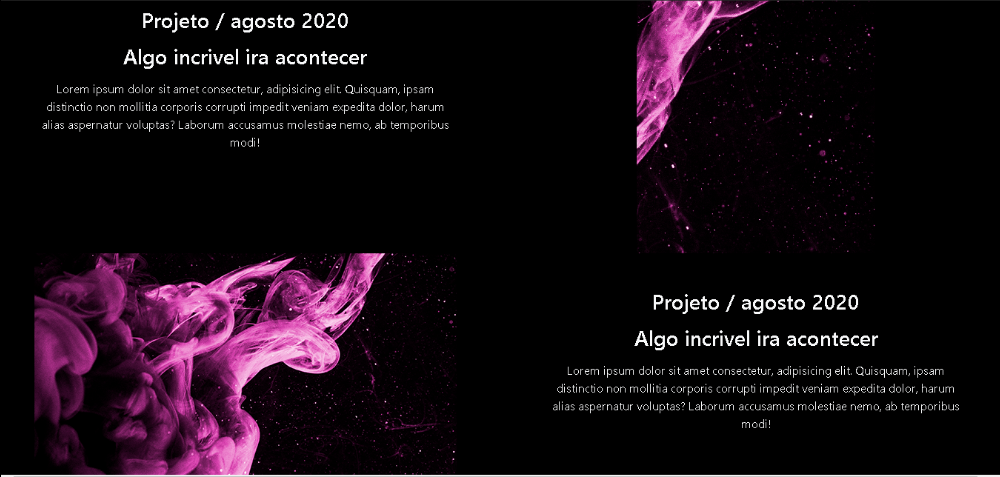 Projeto / agosto 2020
Algo incrivel ira acontecer
Lorem ipsum dolor sit amet consectetur, adipisicing elit. Quisquam, ipsam
distinctio non mollitia corporis corrupti impedit veniam expedita dolor, harum
alias aspernatur voluptas? Laborum accusamus molestiae nemo, ab temporibus
modi!
Projeto / agosto 2020
Algo incrivel ira acontecer
Lorem ipsum dolor sit amet consectetur, adipisicing elit. Quisquam, ipsam
distinctio non mollitia corporis corrupti impedit veniam expedita dolor, harum
alias aspernatur voluptas? Laborum accusamus molestiae nemo, ab temporibus
modi!